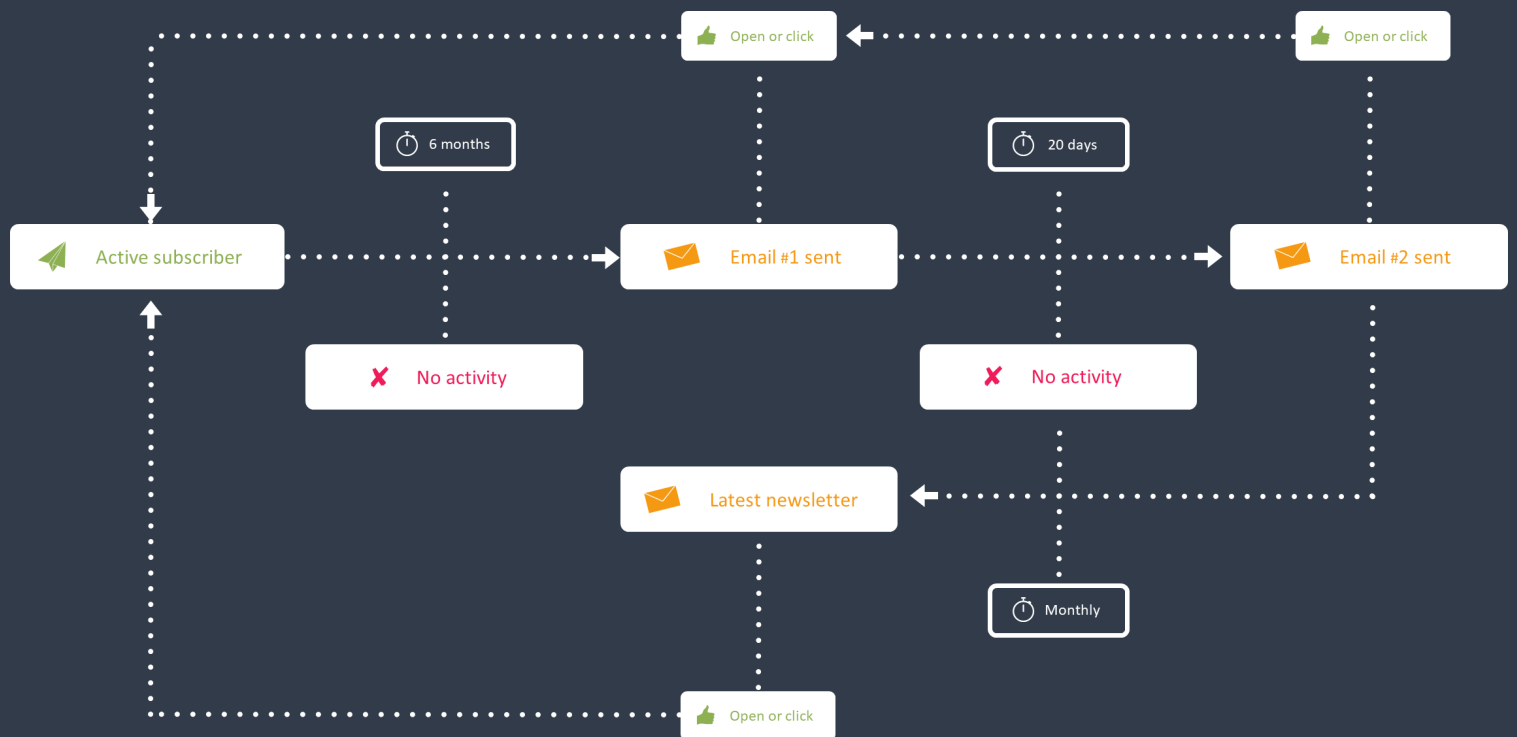 Open or click
Open or click
6 months
20 days
Active subscriber
Email #1 sent
Email #2 sent
No activity
No activity
Latest newsletter
Monthly
Open or click